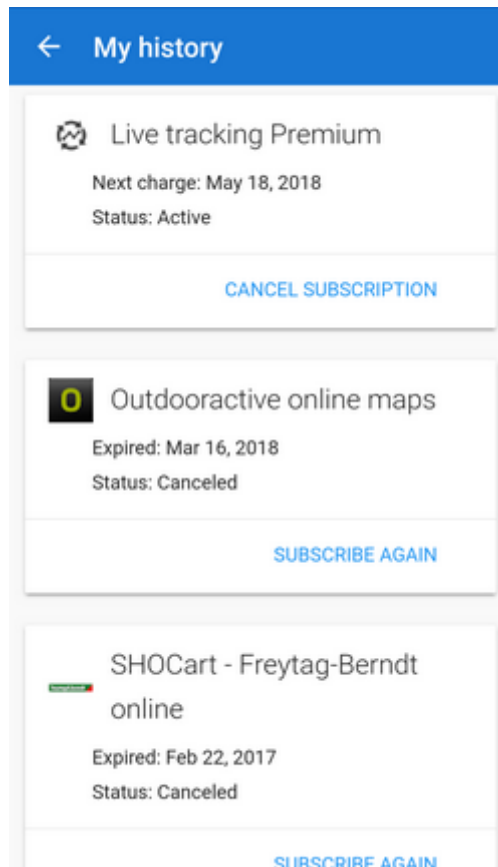 My history
Live tracking Premium
Next charge: May 18, 2018
Status: Active
CANCEL SUBSCRIPTION
O
Outdooractive online maps
Expired: Mar 16, 2018
Status: Canceled
SUBSCRIBE AGAIN
SHOCart - Freytag-Berndt
online
Expired: Feb 22, 2017
Status: Canceled
SUBSCRIBE AGAIN